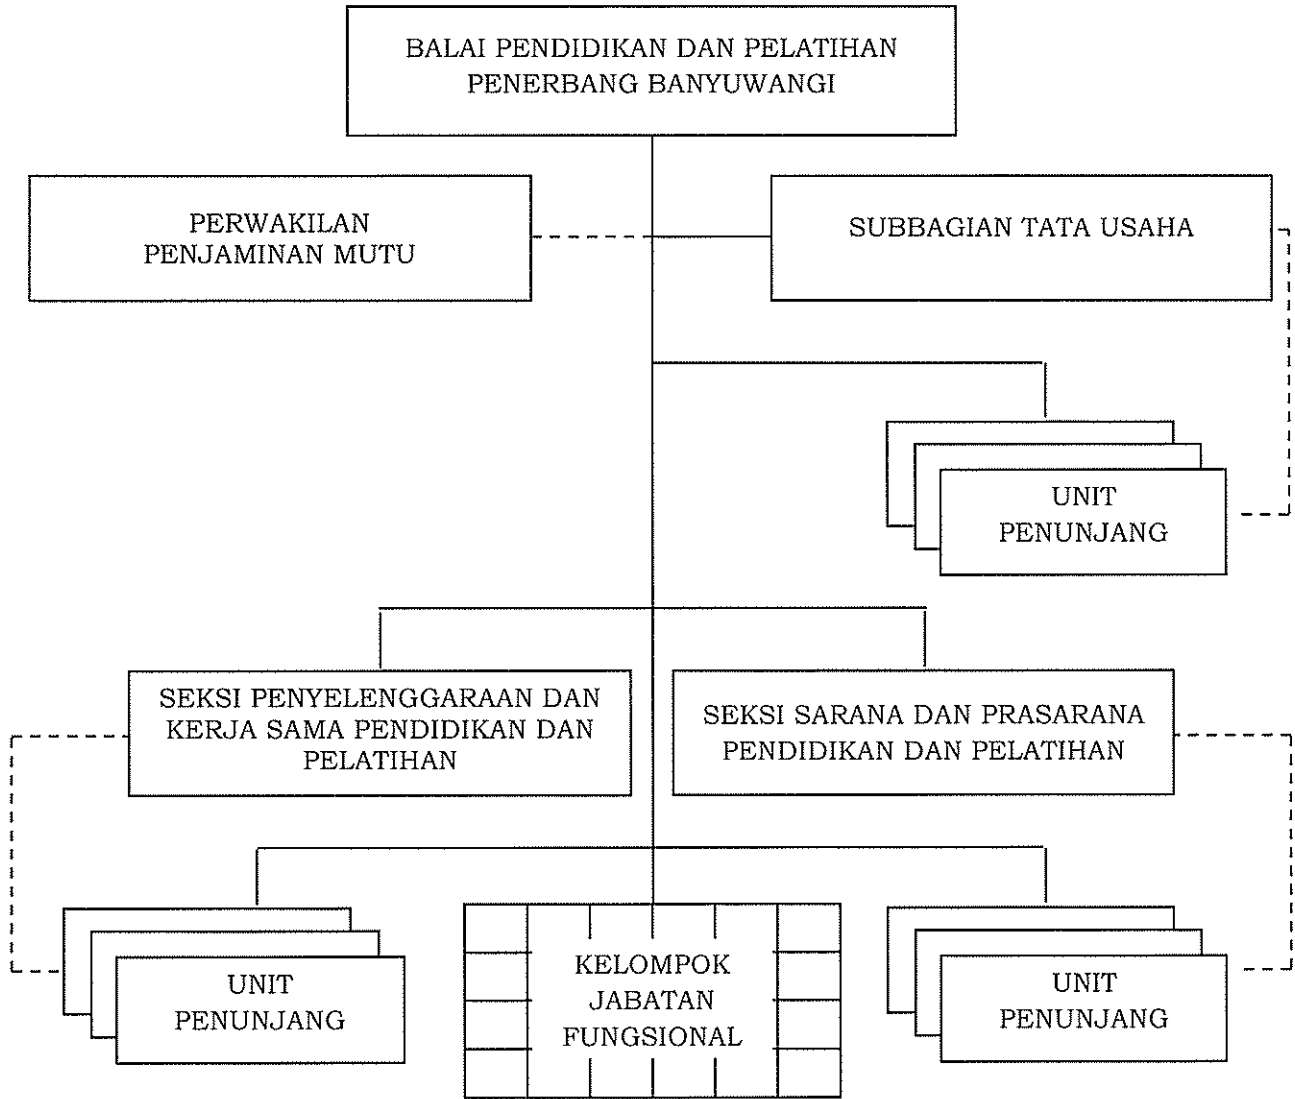 BALAI PENDIDIKAN DAN PELATIHAN
PENERBANG BANYUWANGI
PERWAKILAN
PENJAMINAN MUTU
SUBBAGIAN TATA USAHA
UNIT
PENUNJANG
SEKSI PENYELENGGARAAN DAN
KERJA SAMA PENDIDIKAN DAN
PELATIHAN
SEKSI SARANA DAN PRASARANA
PENDIDIKAN DAN PELATIHAN
UNIT
PENUNJANG
KELOMPOK
JABATAN
FUNGSIONAL
UNIT
PENUNJANG